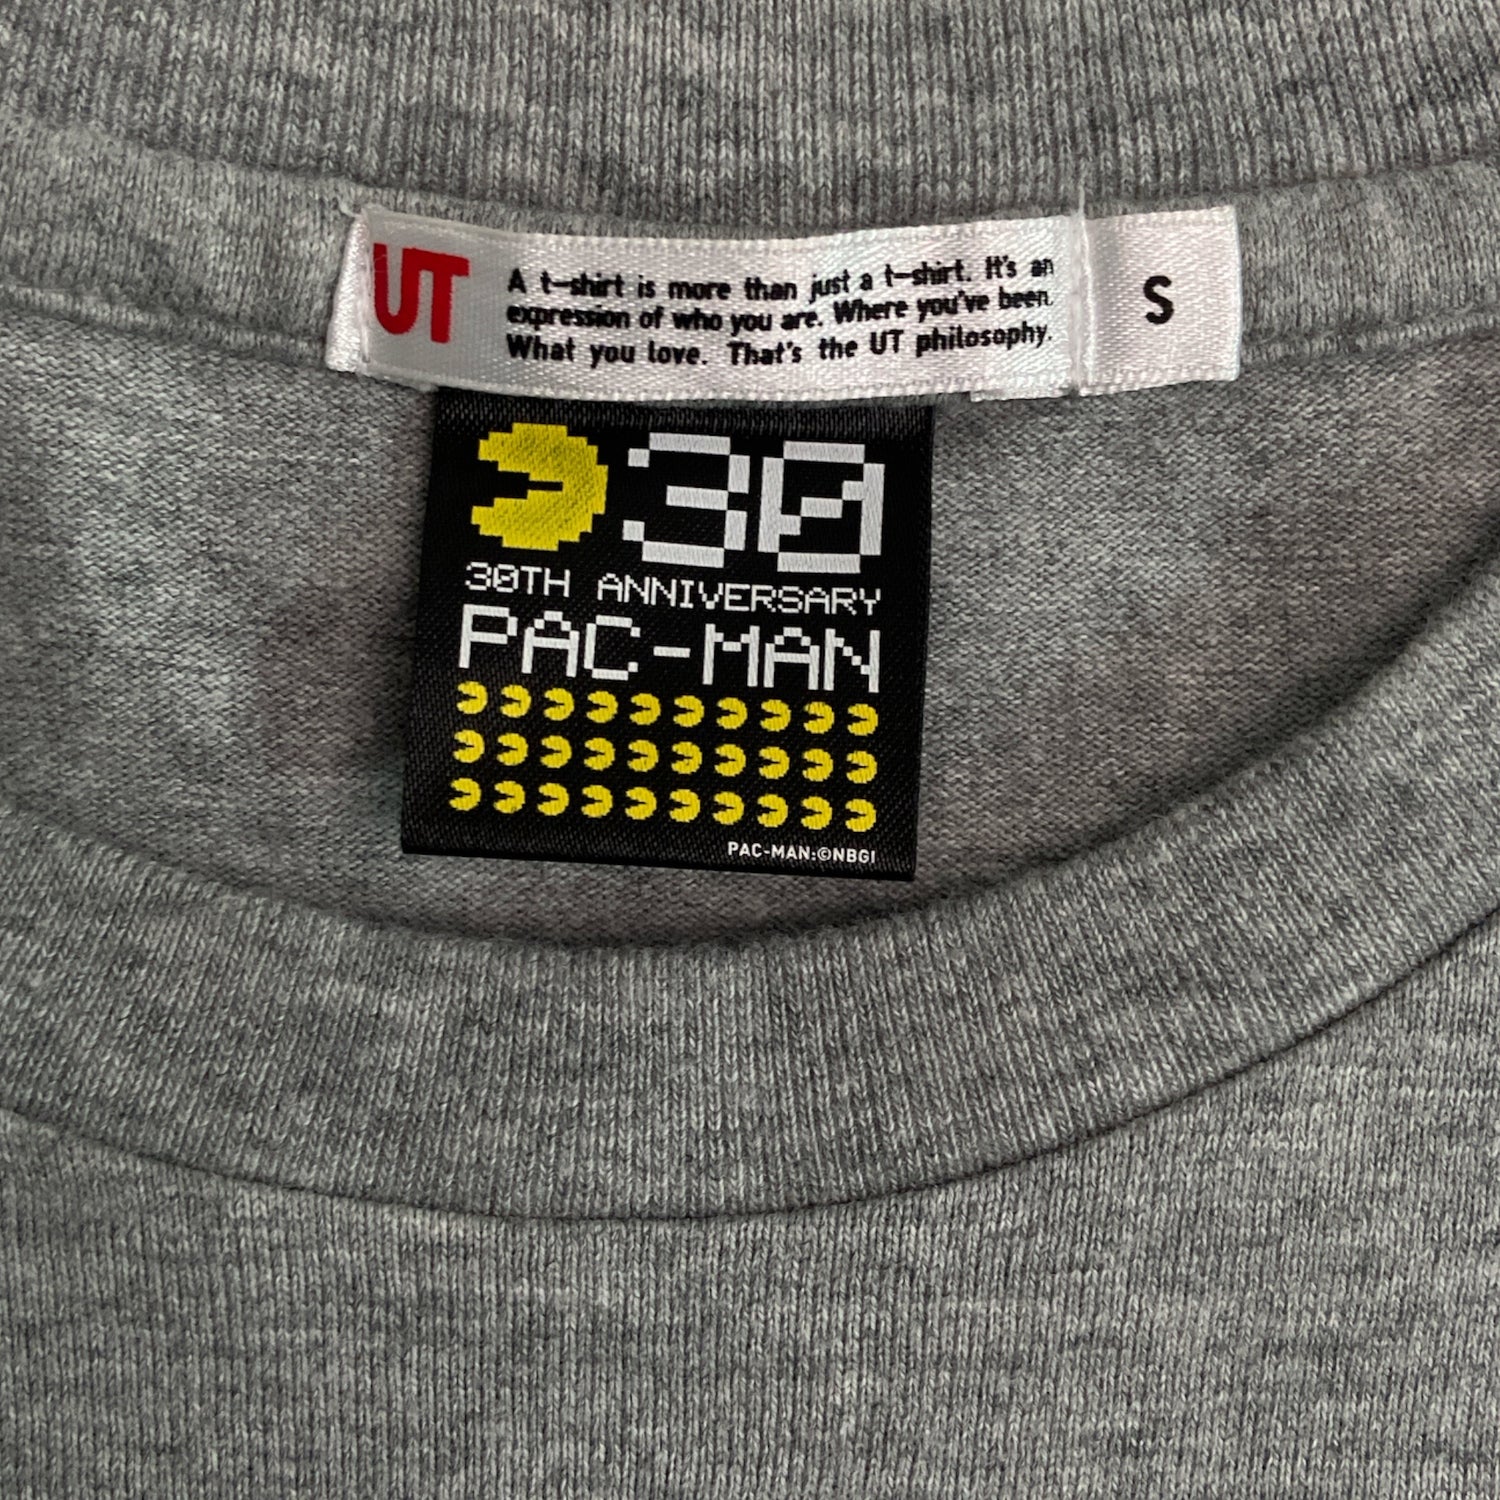 UT
A t-shirt is more than just a t-shirt. It's an
expression of who you are. Where you've been.
What you love. That's the UT philosophy.
S
30
30TH ANNIVERSARY
PAC-MAN
PAC-MAN:©NBGI